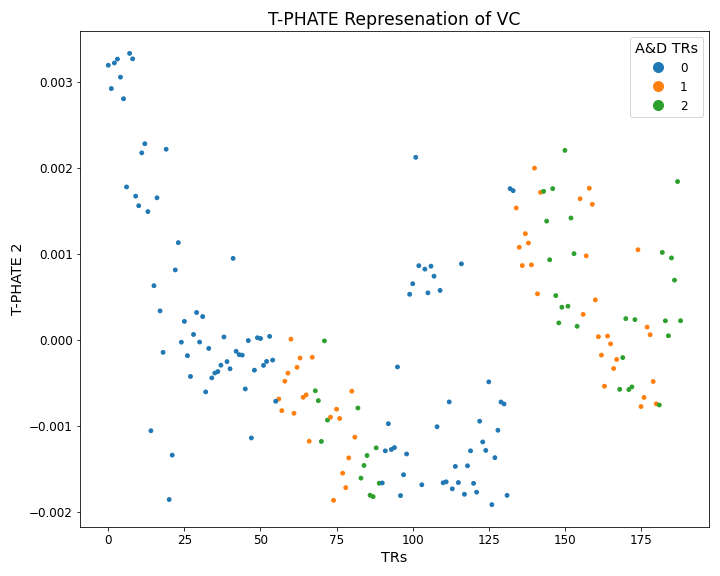 T-PHATE Represenation of VC
A&D TRs
0
1
2
0.003
0.002
0.001
0.000
−0.001
−0.002
T-PHATE 2
0 25 50 75 100 125 150 175
TRs